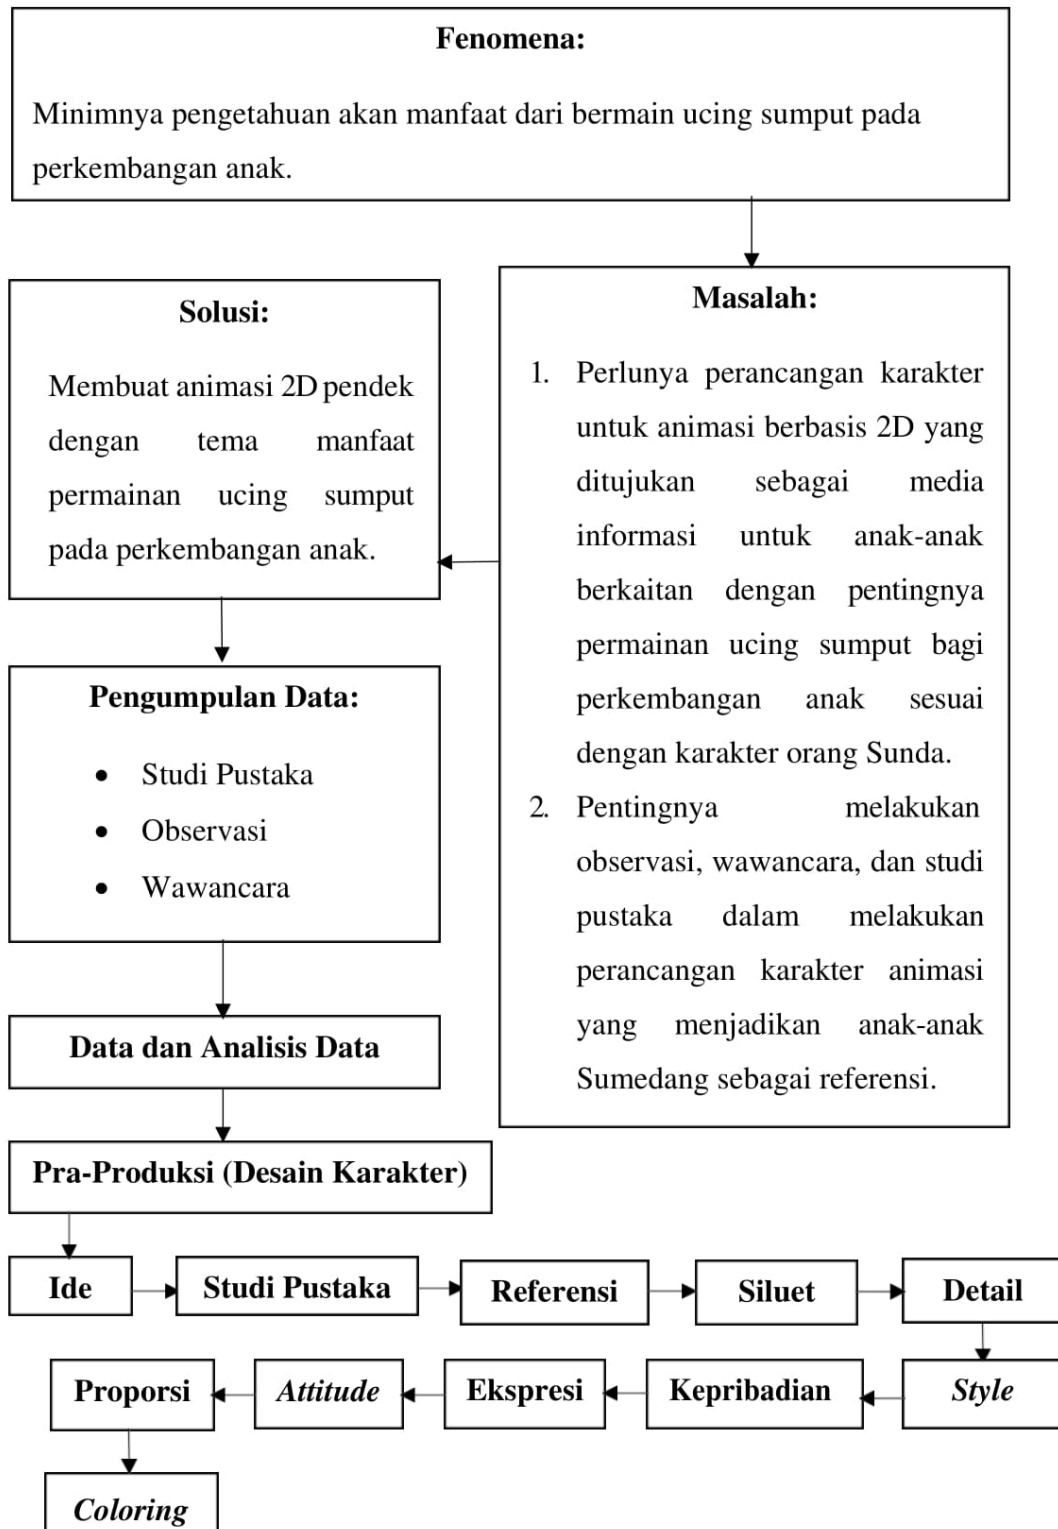 Fenomena:
Minimnya pengetahuan akan manfaat dari bermain ucing sumput pada
perkembangan anak.
Masalah:
1. Perlunya perancangan karakter
untuk animasi berbasis 2D yang
ditujukan sebagai media
informasi untuk anak-anak
berkaitan dengan pentingnya
permainan ucing sumput bagi
perkembangan anak sesuai
dengan karakter orang Sunda.
2. Pentingnya melakukan
observasi, wawancara, dan studi
pustaka dalam melakukan
perancangan karakter animasi
yang menjadikan anak-anak
Sumedang sebagai referensi.
Solusi:
Membuat animasi 2D pendek
dengan tema manfaat
permainan ucing sumput
pada perkembangan anak.
Pengumpulan Data:
• Studi Pustaka
• Observasi
• Wawancara
Data dan Analisis Data
Pra-Produksi (Desain Karakter)
Ide
Studi Pustaka
Referensi
Siluet
Detail
Style
Kepribadian
Ekspresi
Attitude
Proporsi
Coloring